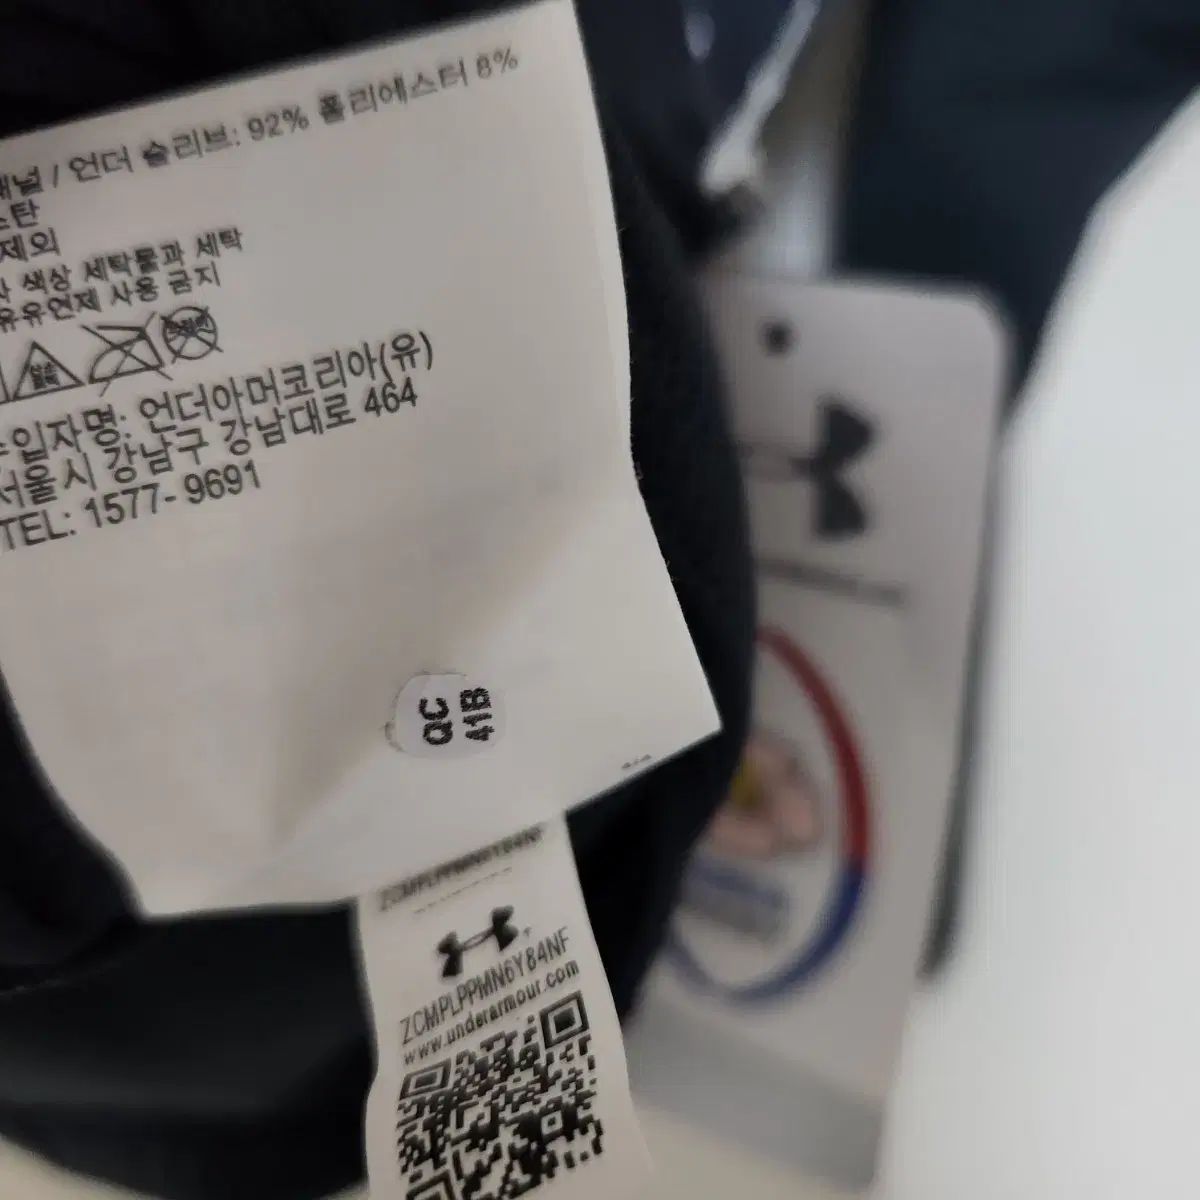 패널 / 언더 슬리브: 92% 폴리에스터 8%
스탄
제외
색상 세탁물과 세탁
유연제 사용 금지
수입자명: 언더아머코리아(유)
서울시 강남구 강남대로 464
TEL: 1577- 9691
QC
41B
ZCMPLPPMN6Y84NF
ZCMPLPPMN6Y84NF
www.underarmour.com